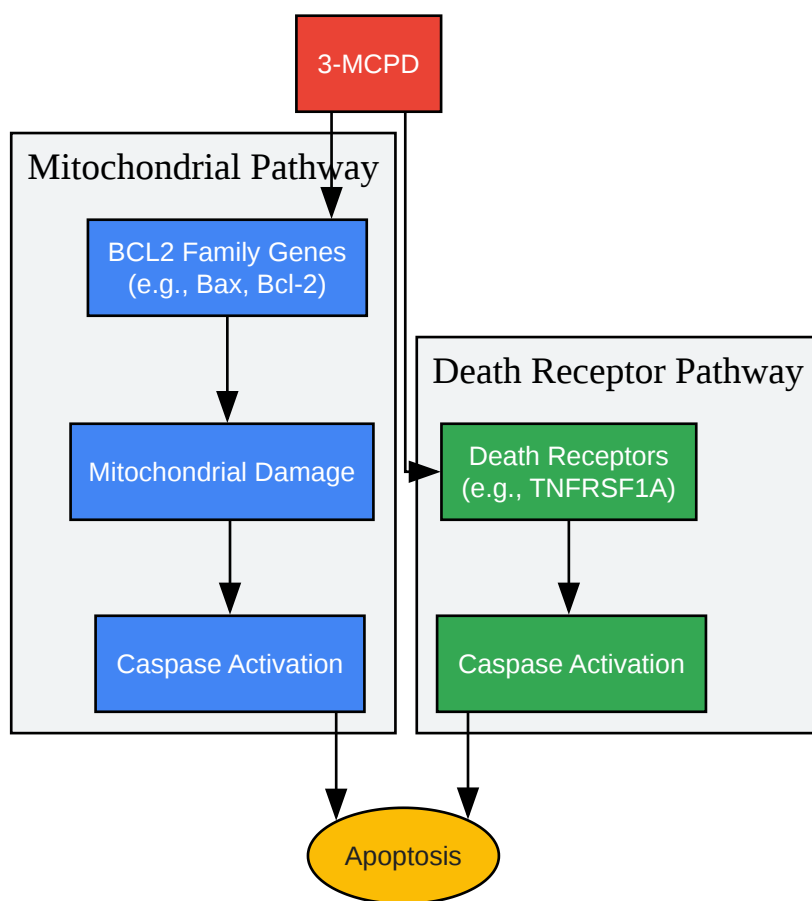 3-MCPD
Mitochondrial Pathway
BCL2 Family Genes
(e.g., Bax, Bcl-2)
Mitochondrial Damage
Caspase Activation
Death Receptor Pathway
Death Receptors
(e.g., TNFRSF1A)
Caspase Activation
Apoptosis